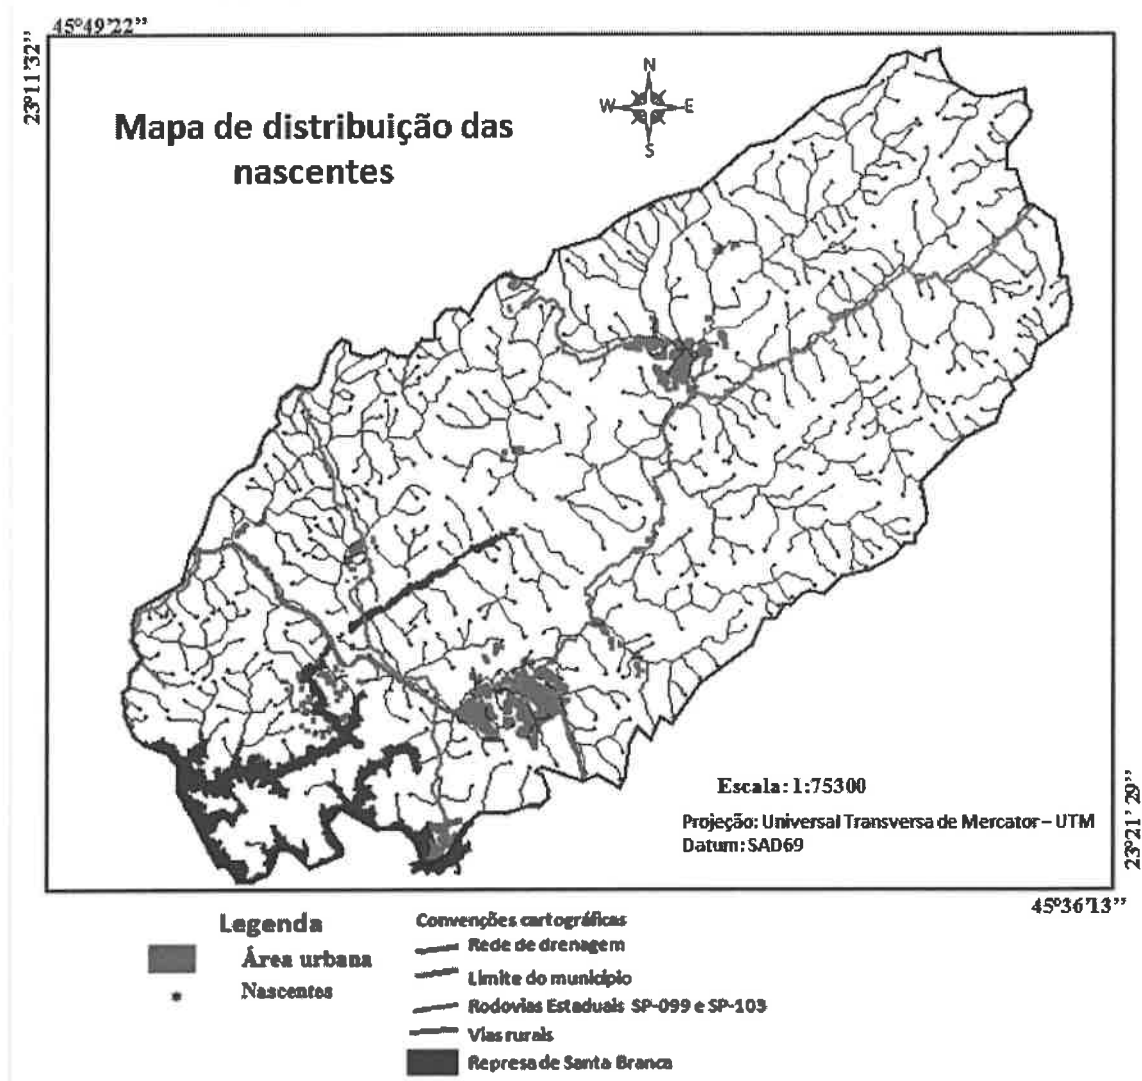 45°49'22"
23°11'32"
N
W E
S
Mapa de distribuição das
nascentes
Escala: 1:75300
Projeção: Universal Transversa de Mercator – UTM
Datum: SAD69
23°21'29"
45°36'13"
Legenda
Área urbana
Nascentes
Convenções cartográficas
Rede de drenagem
Limite do município
Rodovias Estaduais SP-099 e SP-103
Vias rurais
Represa de Santa Branca